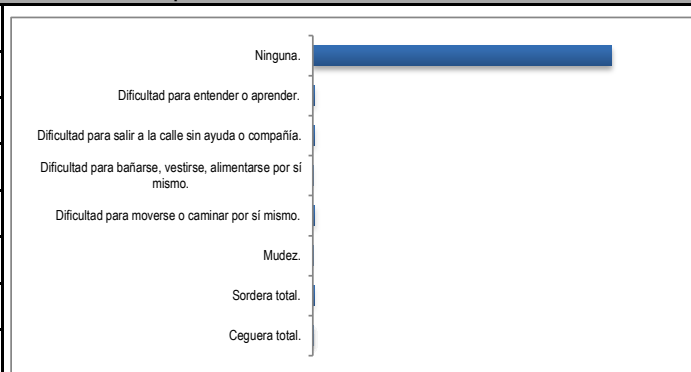 Ninguna.
Dificultad para entender o aprender.
Dificultad para salir a la calle sin ayuda o compañía.
Dificultad para bañarse, vestirse, alimentarse por sí
mismo.
Dificultad para moverse o caminar por sí mismo.
Mudez.
Sordera total.
Ceguera total.